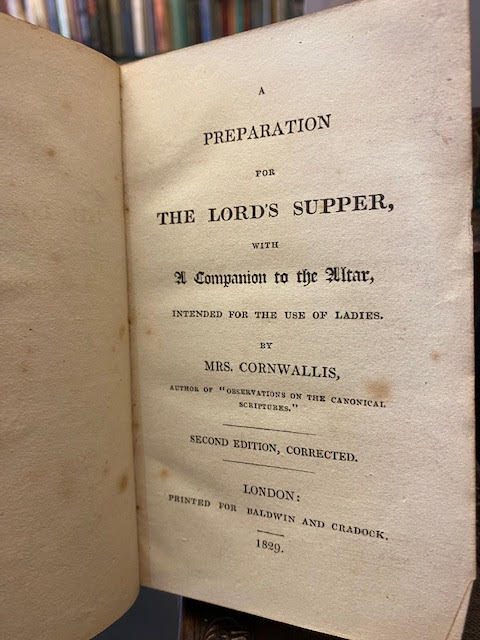 A
PREPARATION
FOR
THE LORD'S SUPPER,
WITH
A Companion to the Altar,
INTENDED FOR THE USE OF LADIES.
BY
MRS. CORNWALLIS,
AUTHOR OF "OBSERVATIONS ON THE CANONICAL
SCRIPTURES."
SECOND EDITION, CORRECTED.
LONDON:
PRINTED FOR BALDWIN AND CRADOCK.
1829.